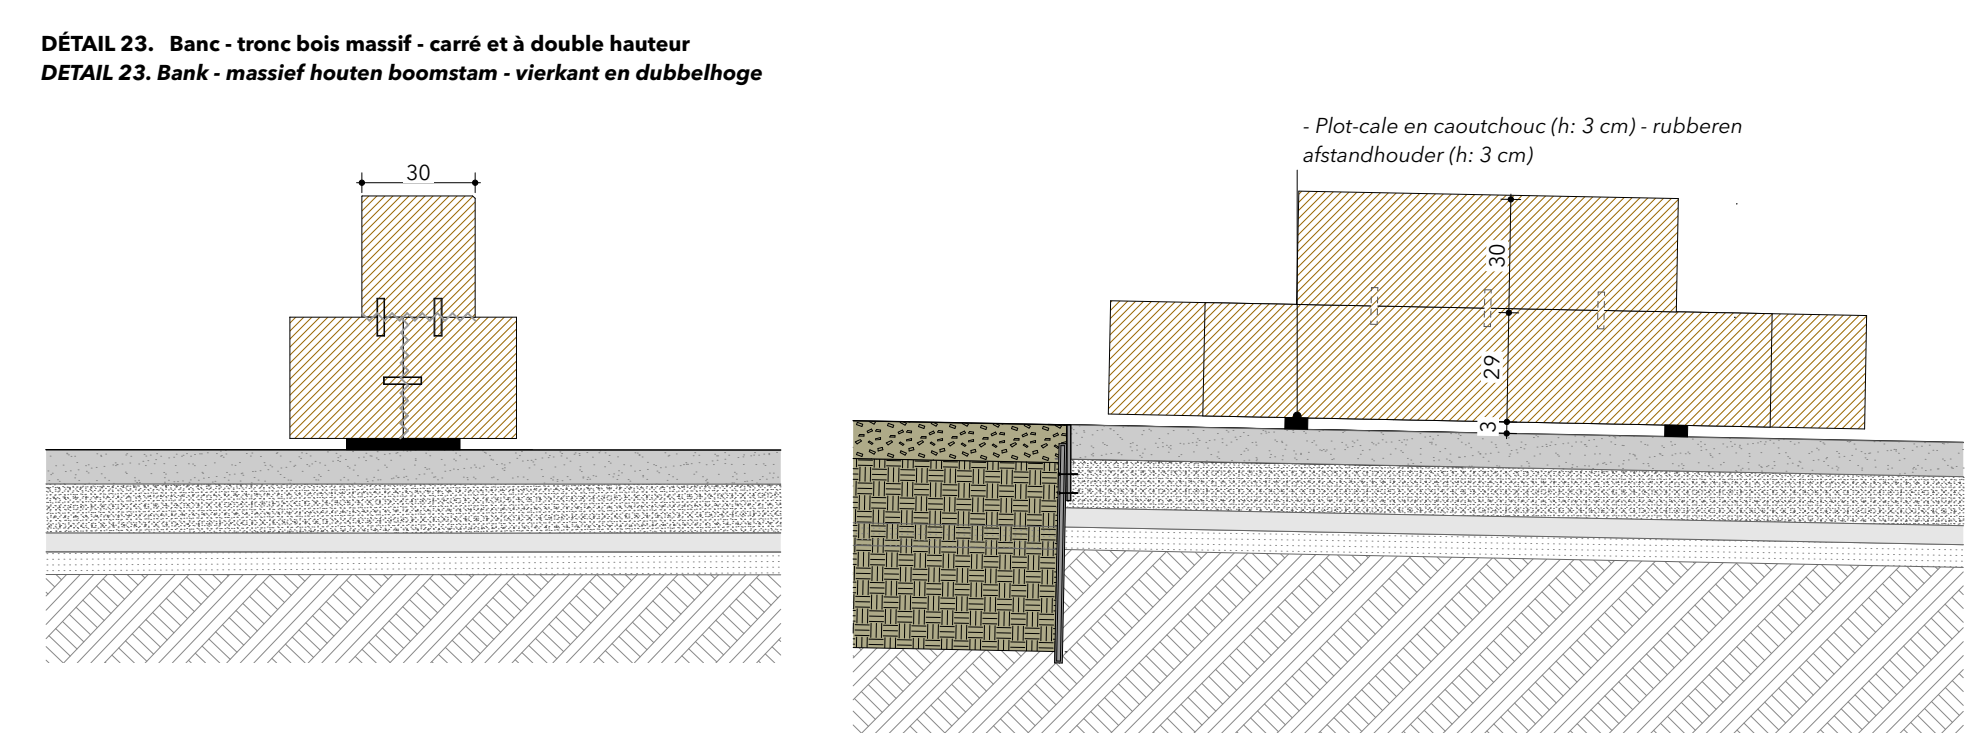 DÉTAIL 23. Banc - tronc bois massif - carré et à double hauteur
DETAIL 23. Bank - massief houten boomstam - vierkant en dubbelhoge
- Plot-cale en caoutchouc (h: 3 cm) - rubberen
afstandhouder (h: 3 cm)
30
30
29
3